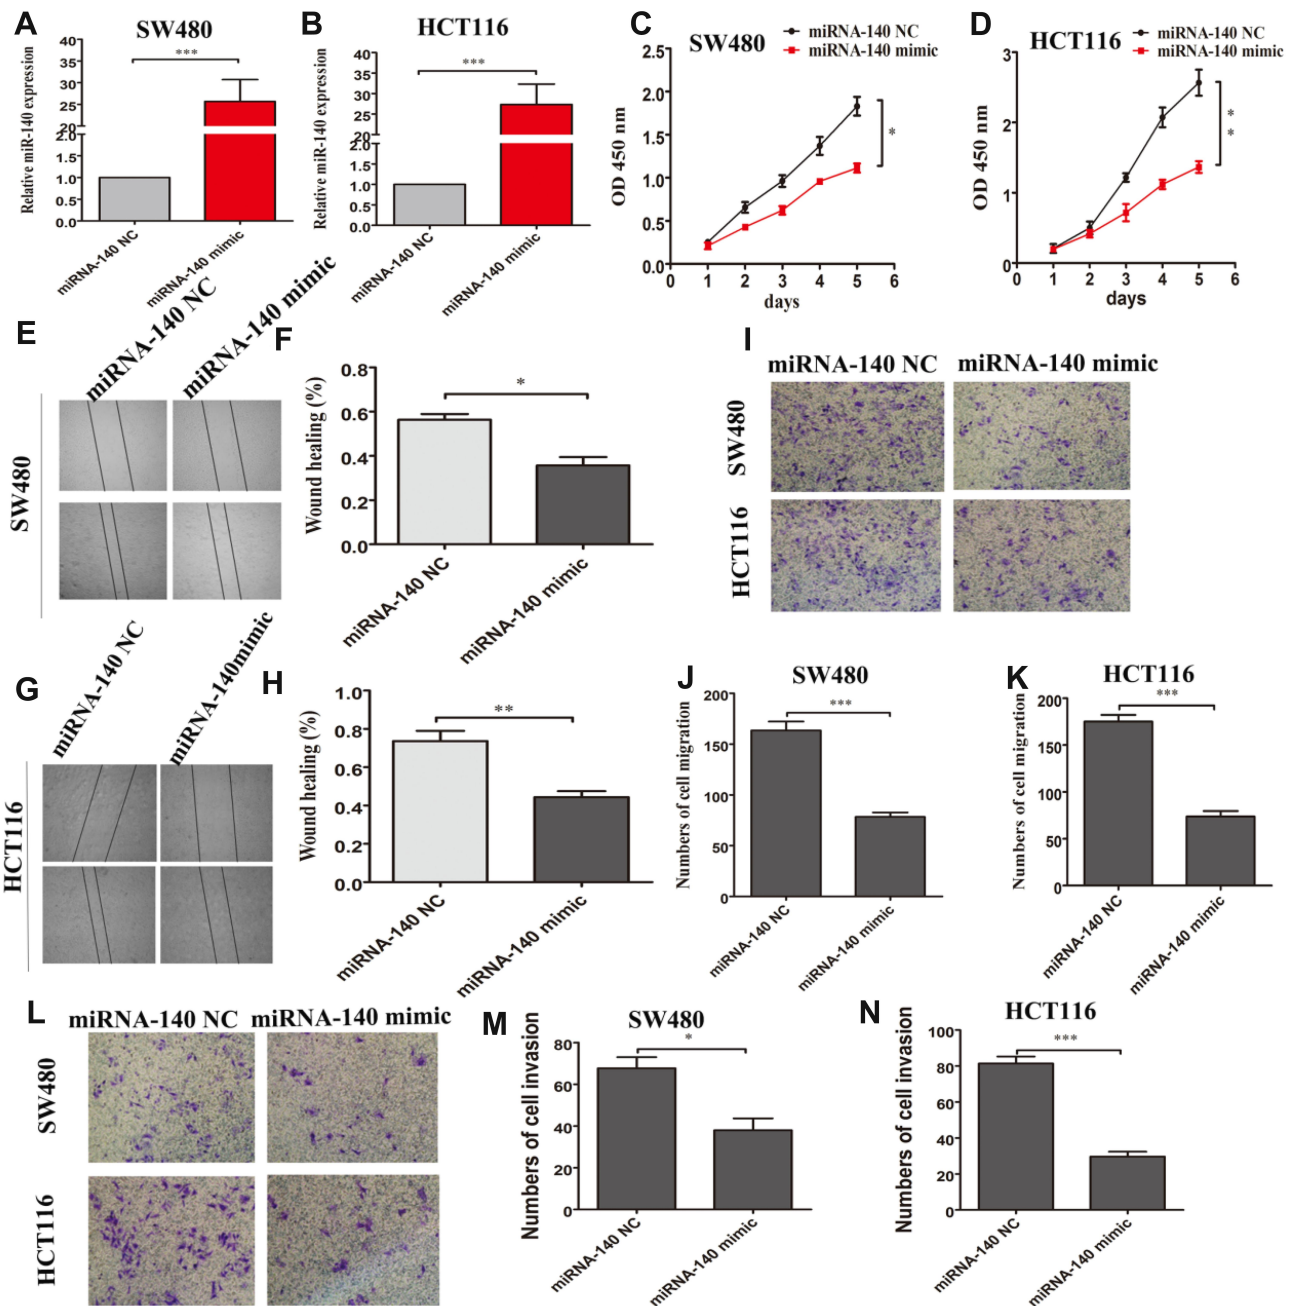 A
SW480
Relative miR-140 expression
40
35
30
25
20
2.0
1.5
1.0
0.5
0.0
***
miRNA-140 NC
miRNA-140 mimic
B
HCT116
Relative miR-140 expression
40
35
30
25
20
2.0
1.5
1.0
0.5
0.0
***
miRNA-140 NC
miRNA-140 mimic
C
SW480
miRNA-140 NC
miRNA-140 mimic
OD 450 nm
2.5
2.0
1.5
1.0
0.5
0.0
*
0 1 2 3 4 5 6
days
D
HCT116
miRNA-140 NC
miRNA-140 mimic
OD 450 nm
3
2
1
0
**
0 1 2 3 4 5 6
days
E
miRNA-140 NC
miRNA-140 mimic
SW480
F
Wound healing (%)
0.8
0.6
0.4
0.2
0.0
*
miRNA-140 NC
miRNA-140 mimic
I
miRNA-140 NC
miRNA-140 mimic
SW480
HCT116
G
miRNA-140 NC
miRNA-140mimic
HCT116
H
Wound healing (%)
1.0
0.8
0.6
0.4
0.2
0.0
**
miRNA-140 NC
miRNA-140 mimic
J
SW480
Numbers of cell migration
200
150
100
50
0
***
miRNA-140 NC
miRNA-140 mimic
K
HCT116
Numbers of cell migration
200
150
100
50
0
***
miRNA-140 NC
miRNA-140 mimic
L
miRNA-140 NC
miRNA-140 mimic
SW480
HCT116
M
SW480
Numbers of cell invasion
80
60
40
20
0
*
miRNA-140 NC
miRNA-140 mimic
N
HCT116
Numbers of cell invasion
100
80
60
40
20
0
***
miRNA-140 NC
miRNA-140 mimic